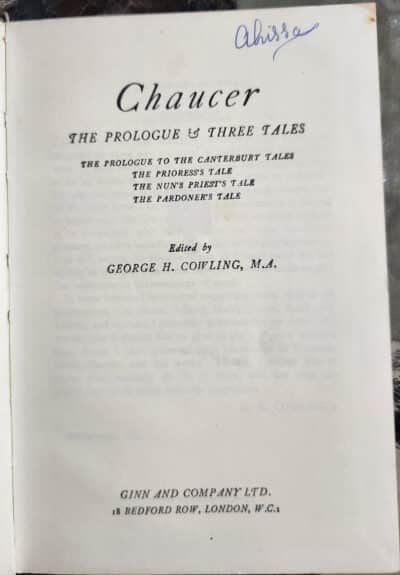 Chaucer
THE PROLOGUE & THREE TALES
THE PROLOGUE TO THE CANTERBURY TALES
THE PRIORESS'S TALE
THE NUN'S PRIEST'S TALE
THE PARDONER'S TALE
Edited by
GEORGE H. COWLING, M.A.
GINN AND COMPANY LTD.
18 BEDFORD ROW, LONDON, W.C.1